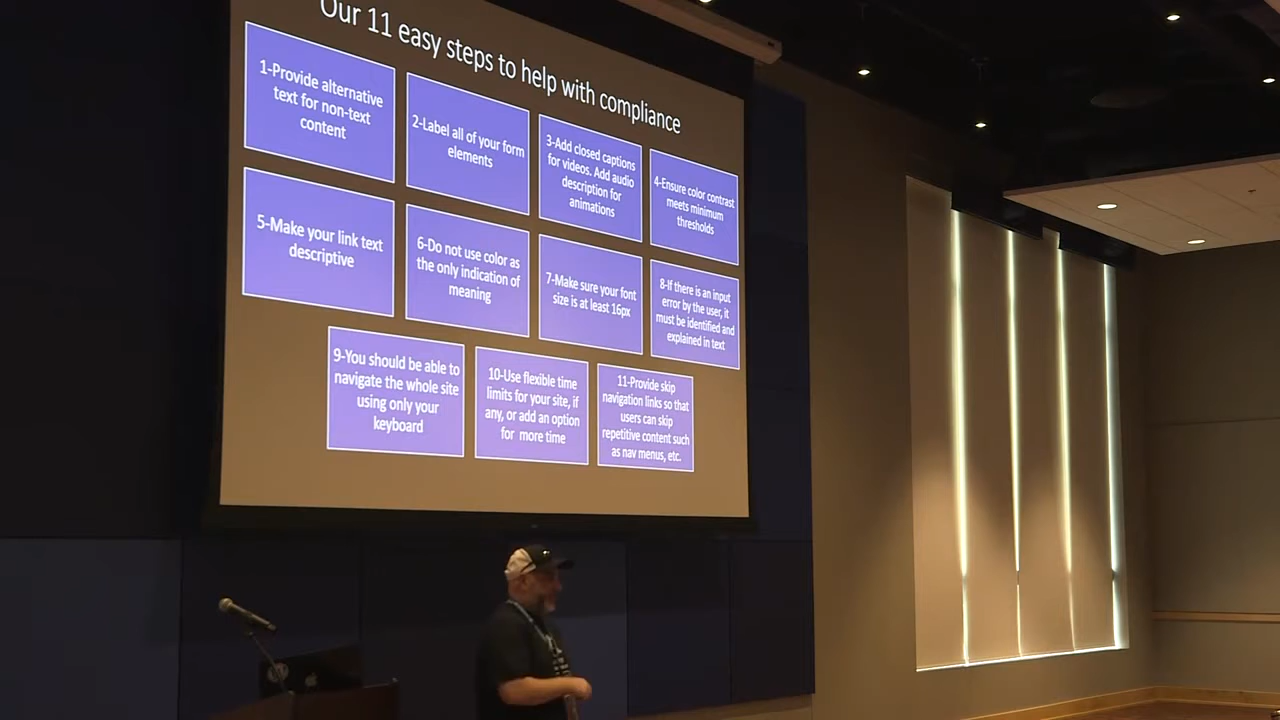 Our 11 easy steps to help with compliance
1-Provide alternative
text for non-text
content
2-Label all of your form
elements
3-Add closed captions
for videos. Add audio
description for
animations
4-Ensure color contrast
meets minimum
thresholds
5-Make your link text
descriptive
6-Do not use color as
the only indication of
meaning
7-Make sure your font
size is at least 16px
8-If there is an input
error by the user, it
must be identified and
explained in text
9-You should be able to
navigate the whole site
using only your
keyboard
10-Use flexible time
limits for your site, if
any, or add an option
for more time
11-Provide skip
navigation links so that
users can skip
repetitive content such
as nav menus, etc.